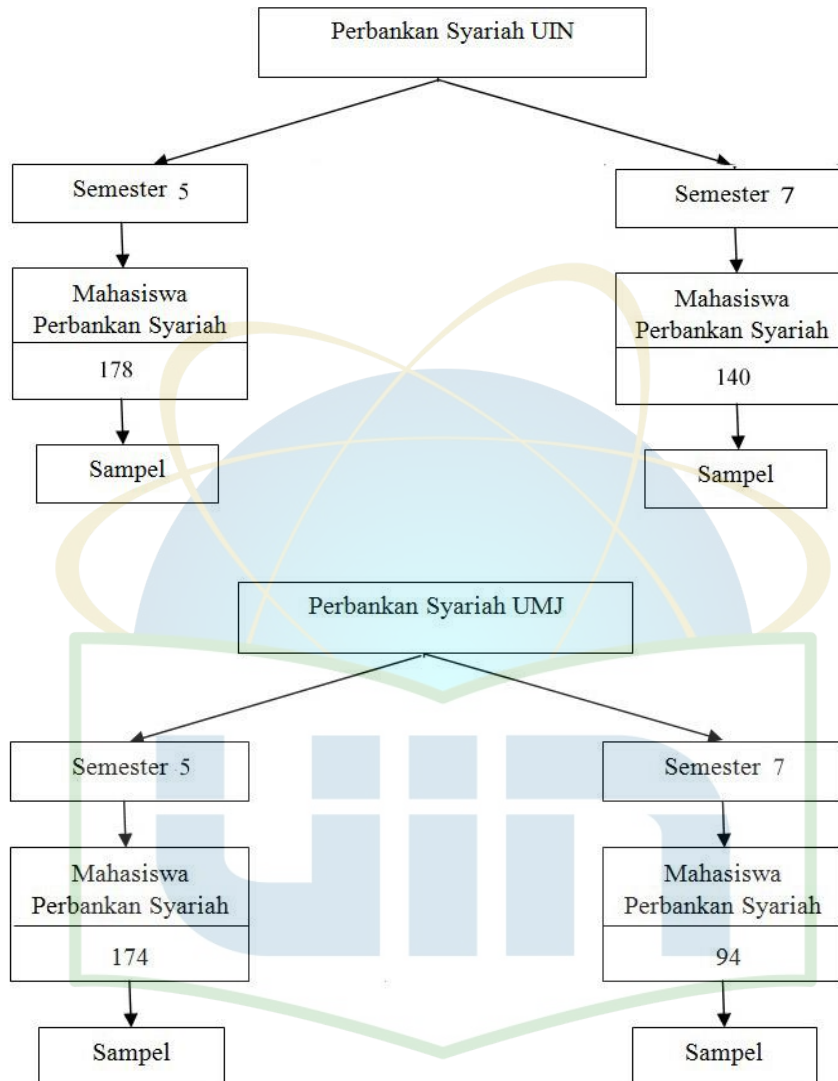 Perbankan Syariah UIN
Semester 5
Semester 7
Mahasiswa
Perbankan Syariah
178
Mahasiswa
Perbankan Syariah
140
Sampel
Sampel
Perbankan Syariah UMJ
Semester 5
Semester 7
Mahasiswa
Perbankan Syariah
174
Mahasiswa
Perbankan Syariah
94
Sampel
Sampel
uin